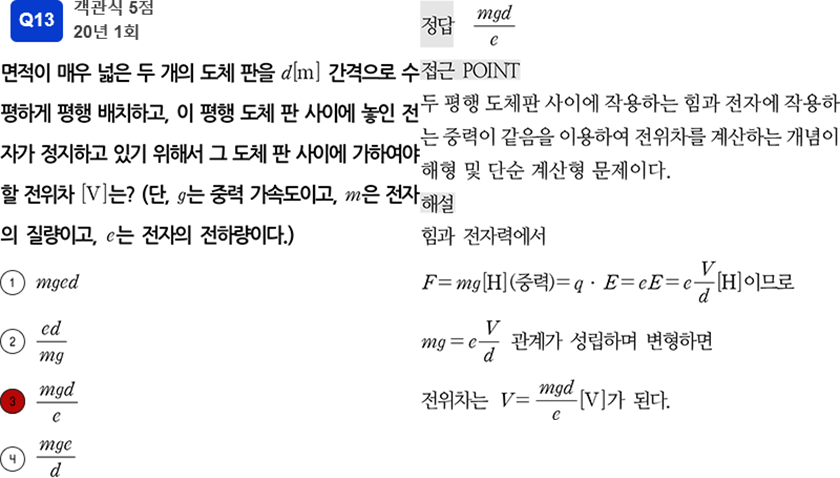 Q13 객관식 5점
20년 1회
면적이 매우 넓은 두 개의 도체 판을 d[m] 간격으로 수
평하게 평행 배치하고, 이 평행 도체 판 사이에 놓인 전
자가 정지하고 있기 위해서 그 도체 판 사이에 가하여야
할 전위차 [V]는? (단, g는 중력 가속도이고, m은 전자
의 질량이고, e는 전자의 전하량이다.)
① mged
② ed/mg
③ mgd/e
④ mge/d
정답 mgd/e
접근 POINT
두 평행 도체판 사이에 작용하는 힘과 전자에 작용하
는 중력이 같음을 이용하여 전위차를 계산하는 개념이
해형 및 단순 계산형 문제이다.
해설
힘과 전자력에서
F = mg[H](중력) = q · E = eE = e V/d [H]이므로
mg = e V/d 관계가 성립하며 변형하면
전위차는 V = mgd/e [V]가 된다.